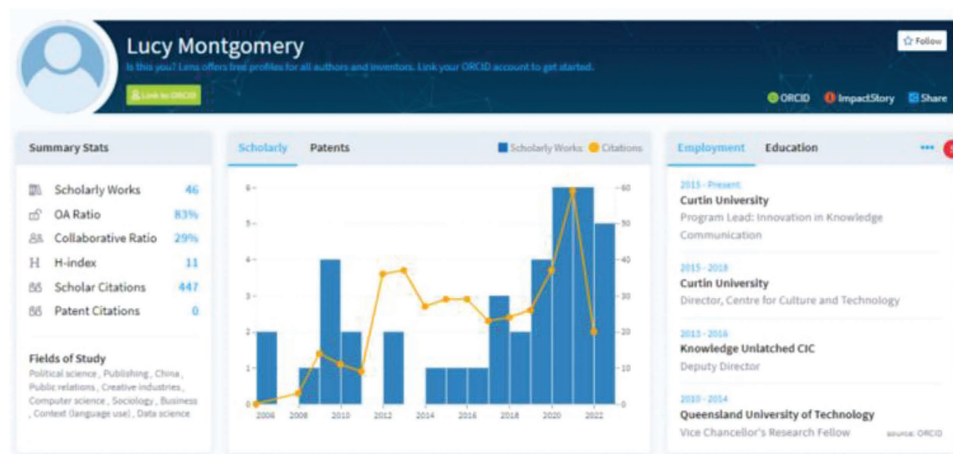 Lucy Montgomery
Is this you? Lens offers free profiles for all authors and inventors. Link your ORCID account to get started.
Link to ORCID
Follow
ORCID ImpactStory Share
Summary Stats
Scholarly Works 46
OA Ratio 83%
Collaborative Ratio 29%
H-index 11
Scholar Citations 447
Patent Citations 0
Fields of Study
Political science , Publishing , China ,
Public relations , Creative industries ,
Computer science , Sociology , Business
, Context (language use) , Data science
Scholarly Patents
Scholarly Works Citations
6
5
4
3
2
1
0
60
50
40
30
20
10
0
2006 2008 2010 2012 2014 2016 2018 2020 2022
Employment Education
2015 - Present
Curtin University
Program Lead: Innovation in Knowledge
Communication
2015 - 2018
Curtin University
Director, Centre for Culture and Technology
2013 - 2016
Knowledge Unlatched CIC
Deputy Director
2010 - 2014
Queensland University of Technology
Vice Chancellor's Research Fellow
source: ORCID